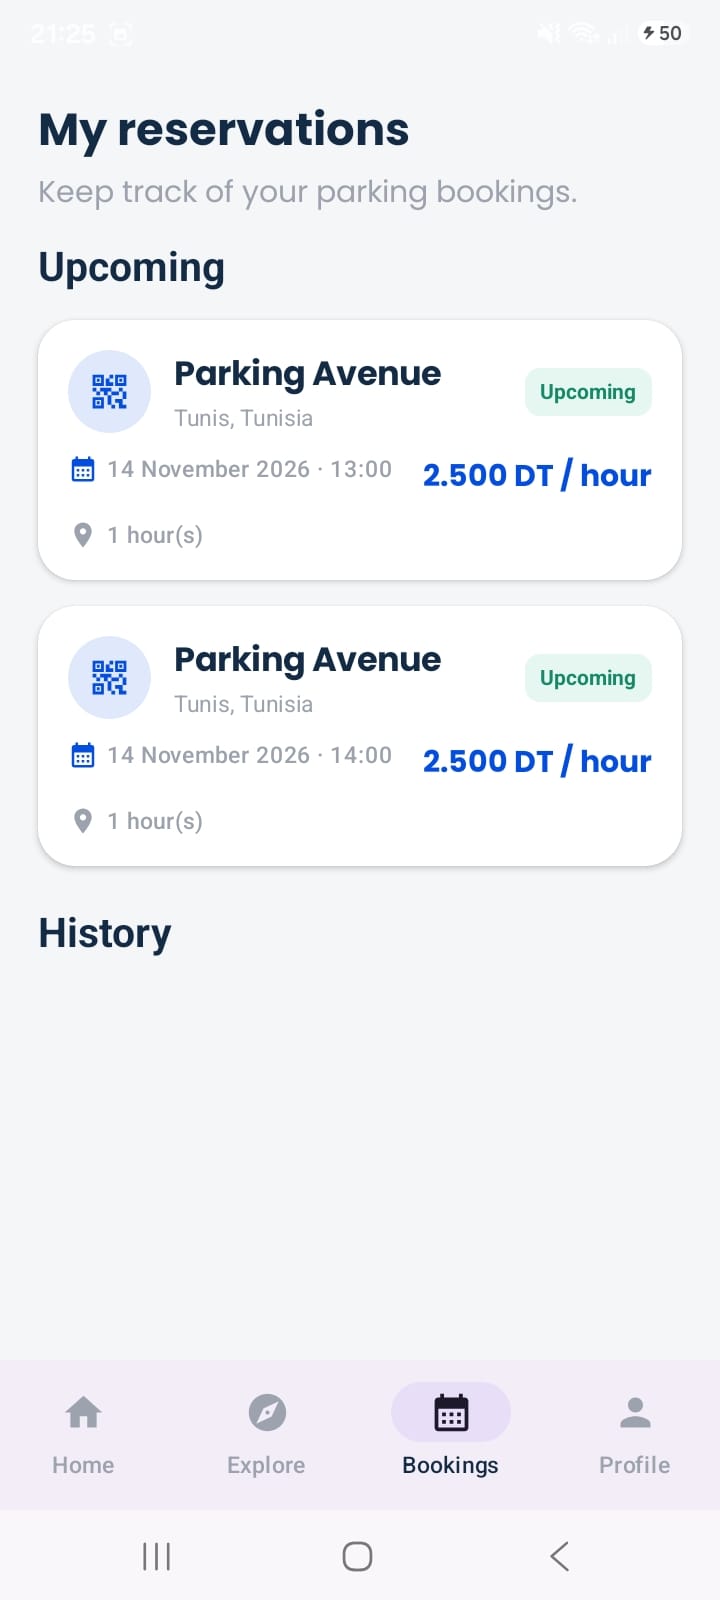 21:25
50
My reservations
Keep track of your parking bookings.
Upcoming
Parking Avenue
Tunis, Tunisia
Upcoming
14 November 2026 · 13:00
2.500 DT / hour
1 hour(s)
Parking Avenue
Tunis, Tunisia
Upcoming
14 November 2026 · 14:00
2.500 DT / hour
1 hour(s)
History
Home
Explore
Bookings
Profile